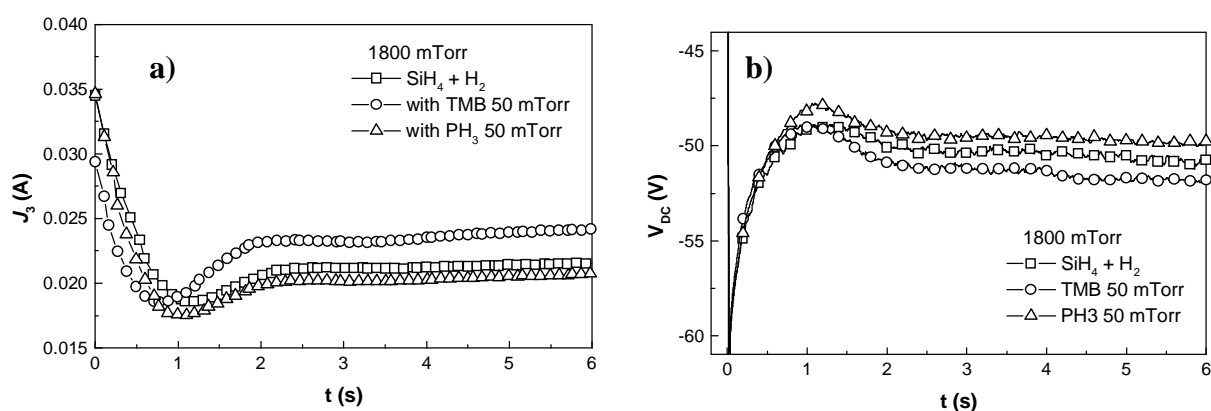 0.040
0.035
0.030
0.025
0.020
0.015
J₃ (A)
a)
1800 mTorr
SiH₄ + H₂
with TMB 50 mTorr
with PH₃ 50 mTorr
0 1 2 3 4 5 6
t (s)
-45
-50
-55
-60
V_DC (V)
b)
1800 mTorr
SiH₄ + H₂
TMB 50 mTorr
PH3 50 mTorr
0 1 2 3 4 5 6
t (s)